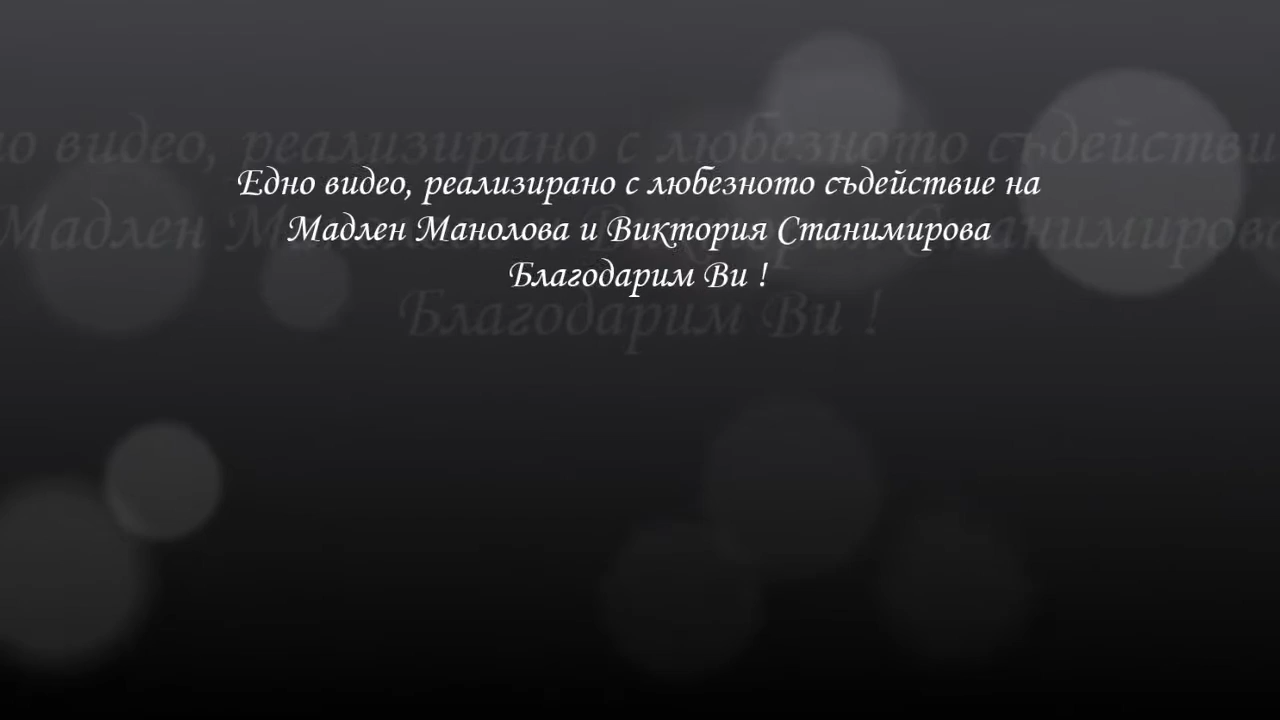 Едно видео, реализирано с любезното съдействие на
Мадлен Манолова и Виктория Станимирова
Благодарим Ви !